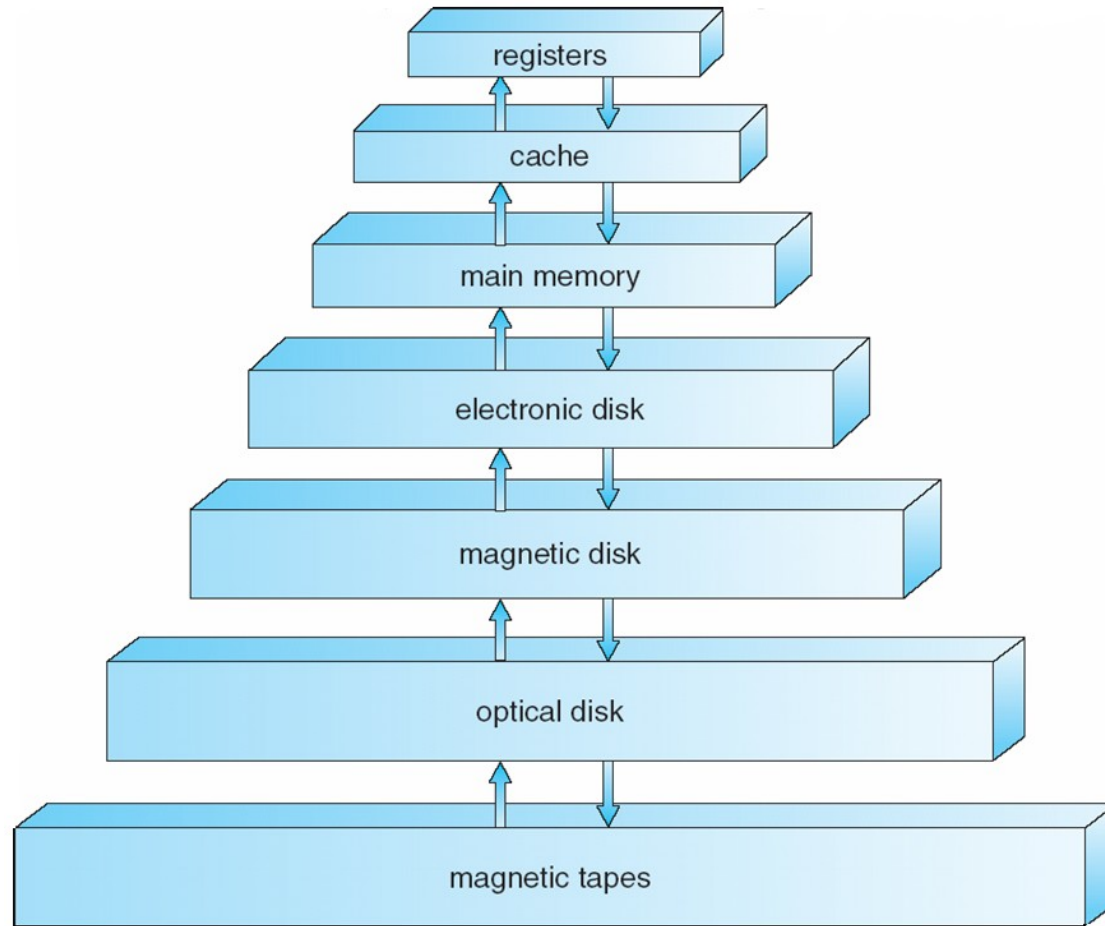 registers
cache
main memory
electronic disk
magnetic disk
optical disk
magnetic tapes